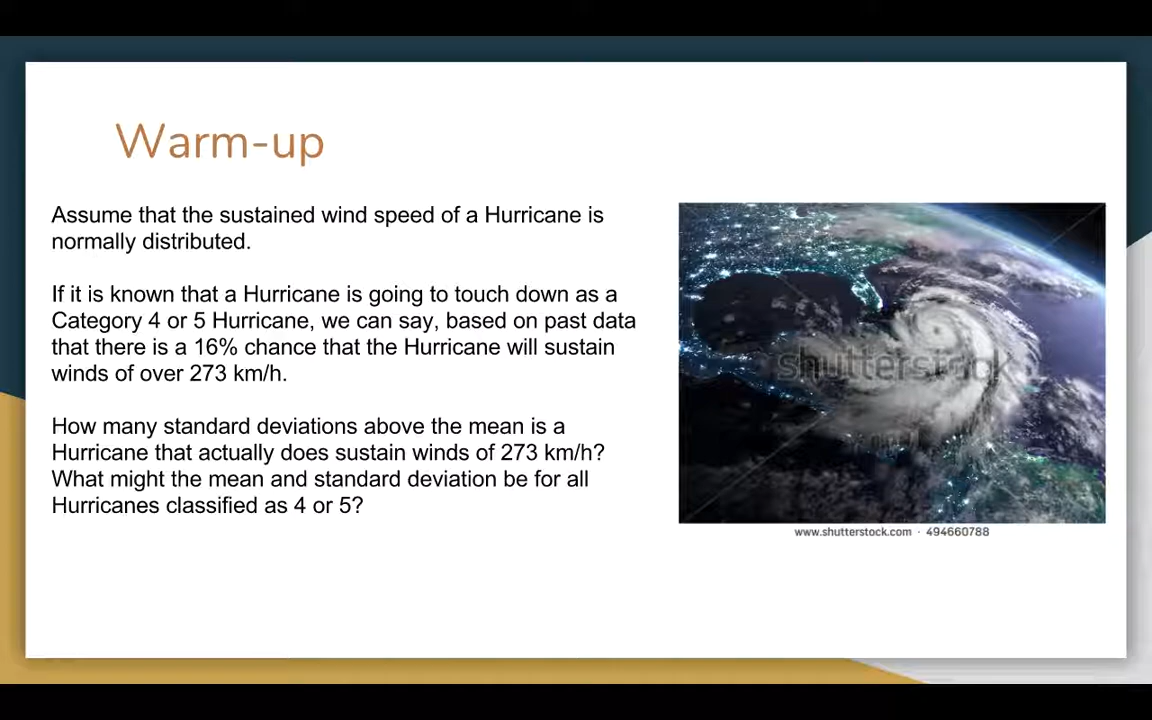 Warm-up
Assume that the sustained wind speed of a Hurricane is
normally distributed.
If it is known that a Hurricane is going to touch down as a
Category 4 or 5 Hurricane, we can say, based on past data
that there is a 16% chance that the Hurricane will sustain
winds of over 273 km/h.
How many standard deviations above the mean is a
Hurricane that actually does sustain winds of 273 km/h?
What might the mean and standard deviation be for all
Hurricanes classified as 4 or 5?
shutterstock
www.shutterstock.com · 494660788